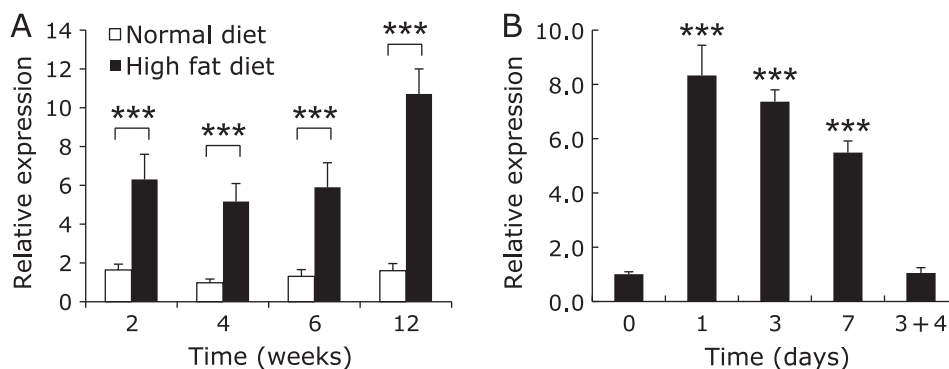 A
Relative expression
14
12
10
8
6
4
2
0
Normal diet
High fat diet
***
***
***
***
2 4 6 12
Time (weeks)
B
Relative expression
10.0
8.0
6.0
4.0
2.0
0.0
***
***
***
0 1 3 7 3+4
Time (days)